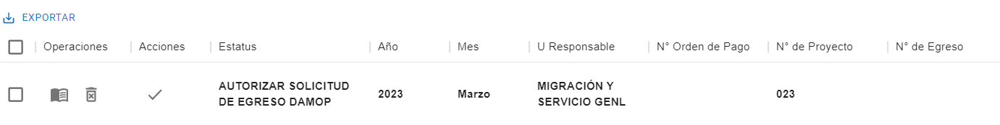 EXPORTAR
Operaciones Acciones Estatus Año Mes U Responsable N° Orden de Pago N° de Proyecto N° de Egreso
AUTORIZAR SOLICITUD DE EGRESO DAMOP 2023 Marzo MIGRACIÓN Y SERVICIO GENL 023